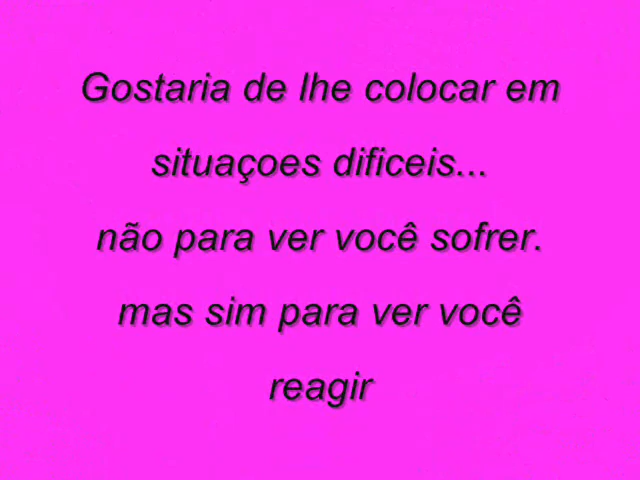 Gostaria de lhe colocar em
situaçoes dificeis...
não para ver você sofrer.
mas sim para ver você
reagir